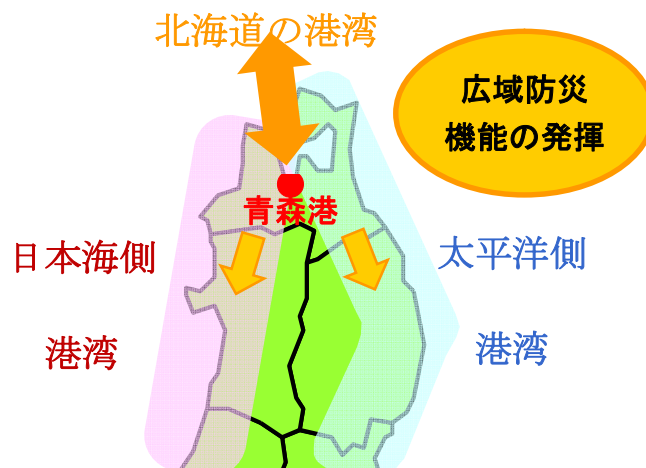 北海道の港湾
広域防災
機能の発揮
青森港
日本海側
港湾
太平洋側
港湾